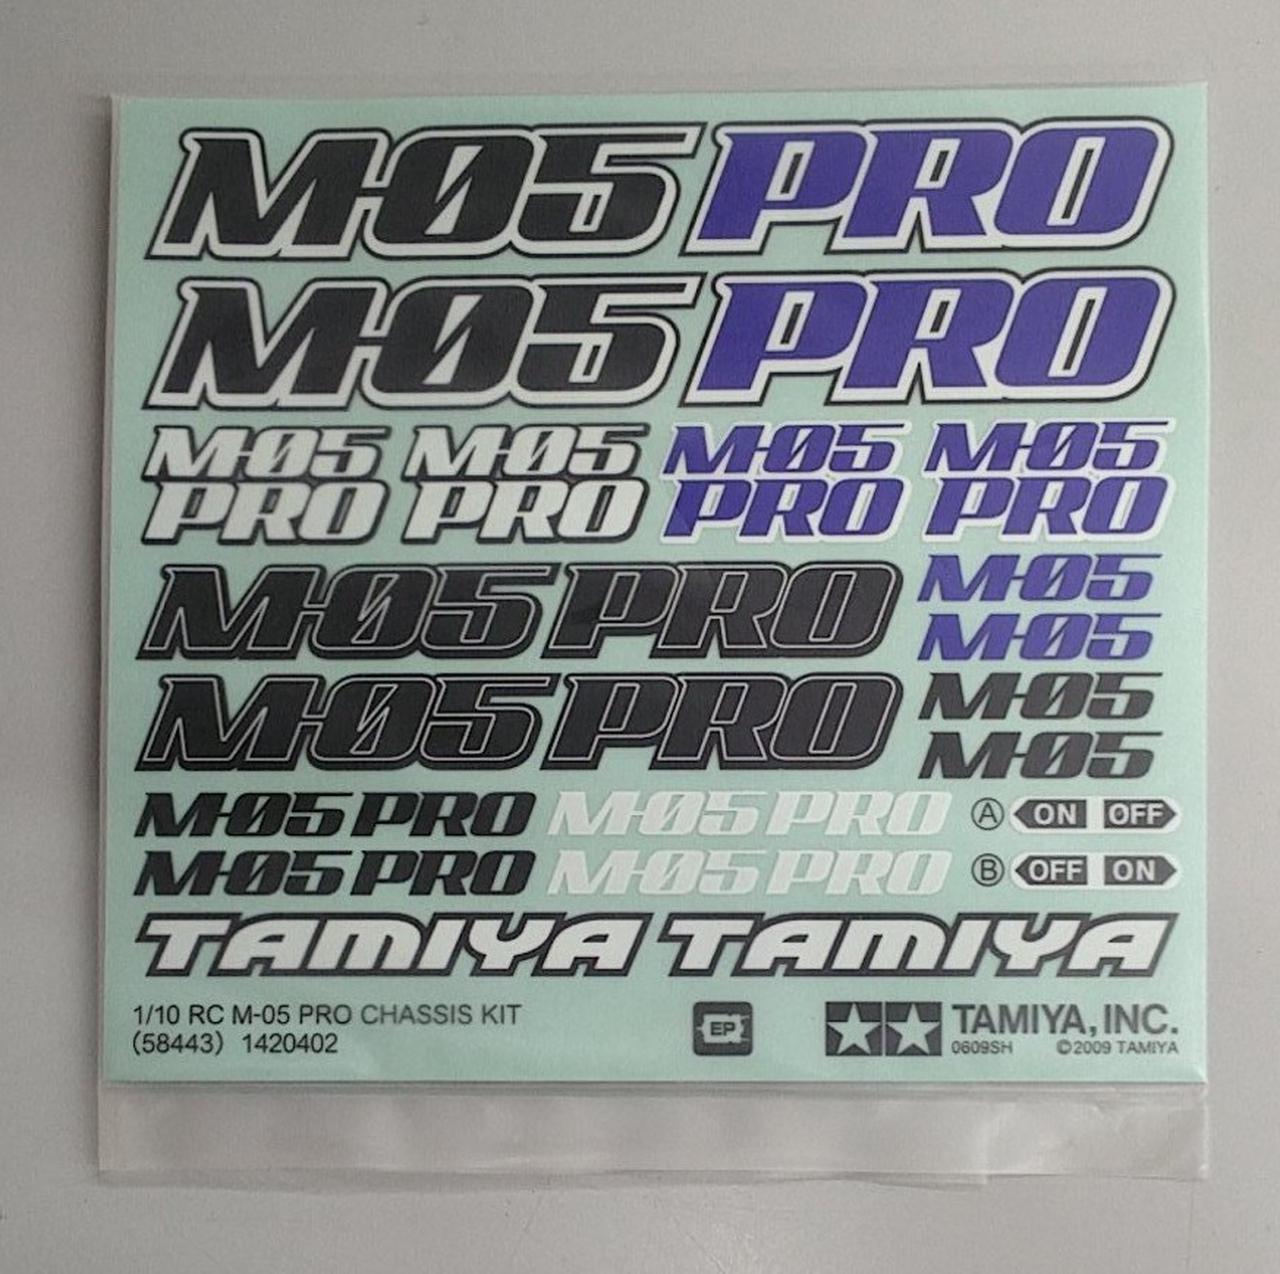 M-05 PRO
M-05 PRO
M-05 M-05 M-05 M-05
PRO PRO PRO PRO
M-05 PRO M-05
M-05
M-05 PRO M-05
M-05
M-05 PRO M-05 PRO A ON OFF
M-05 PRO M-05 PRO B OFF ON
TAMIYA TAMIYA
1/10 RC M-05 PRO CHASSIS KIT
(58443) 1420402
EP
TAMIYA, INC.
0609SH ©2009 TAMIYA